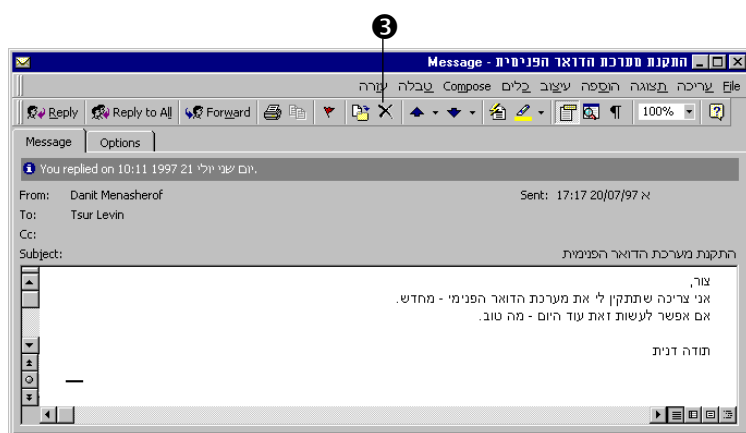 ❸
התקנת מערכת הדואר הפנימית - Message
File עריכה תצוגה הוספה עיצוב כלים Compose טבלה עזרה
Reply Reply to All Forward 100%
Message Options
You replied on 10:11 1997 יום שני יולי 21.
From: Danit Menasherof Sent: א 20/07/97 17:17
To: Tsur Levin
Cc:
Subject: התקנת מערכת הדואר הפנימית
צור,
אני צריכה שתתקין לי את מערכת הדואר הפנימי - מחדש.
אם אפשר לעשות זאת עוד היום - מה טוב.
תודה דנית